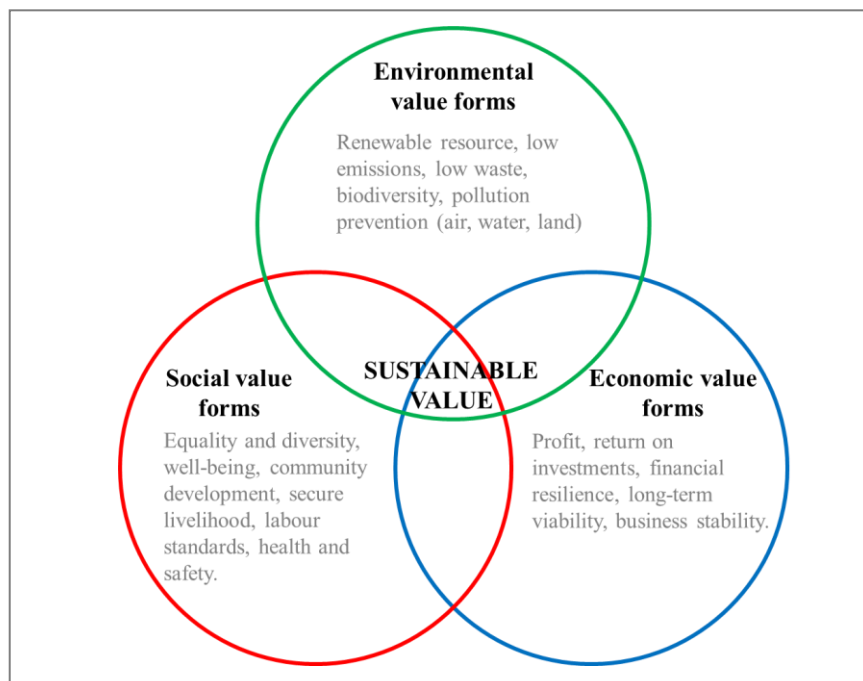 Environmental
value forms
Renewable resource, low
emissions, low waste,
biodiversity, pollution
prevention (air, water, land)
SUSTAINABLE
VALUE
Social value
forms
Equality and diversity,
well-being, community
development, secure
livelihood, labour
standards, health and
safety.
Economic value
forms
Profit, return on
investments, financial
resilience, long-term
viability, business stability.